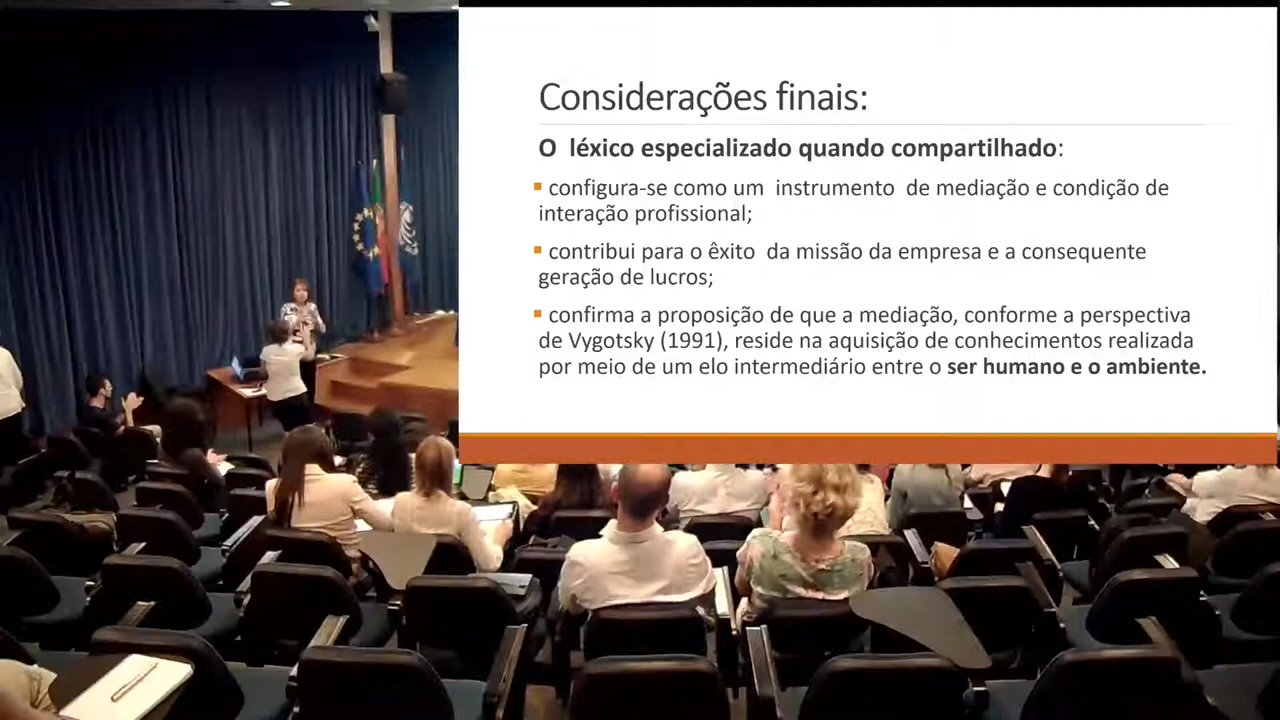 Considerações finais:
O léxico especializado quando compartilhado:
configura-se como um instrumento de mediação e condição de
interação profissional;
contribui para o êxito da missão da empresa e a consequente
geração de lucros;
confirma a proposição de que a mediação, conforme a perspectiva
de Vygotsky (1991), reside na aquisição de conhecimentos realizada
por meio de um elo intermediário entre o ser humano e o ambiente.